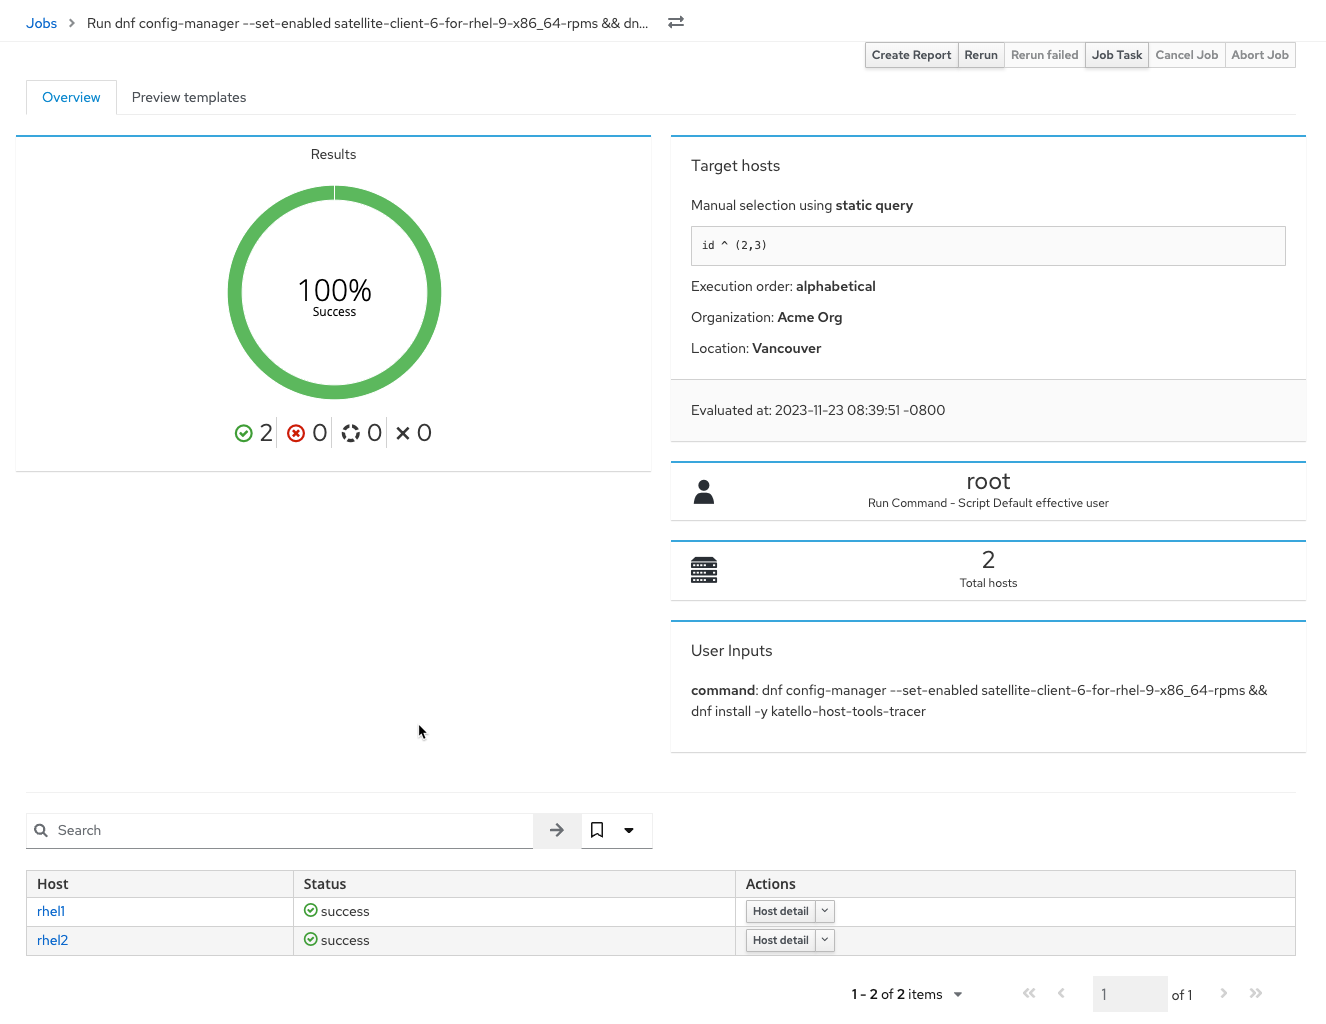 Jobs > Run dnf config-manager --set-enabled satellite-client-6-for-rhel-9-x86_64-rpms && dn...
Create Report Rerun Rerun failed Job Task Cancel Job Abort Job
Overview Preview templates
Results
100%
Success
2 0 0 0
Target hosts
Manual selection using static query
id ^ (2,3)
Execution order: alphabetical
Organization: Acme Org
Location: Vancouver
Evaluated at: 2023-11-23 08:39:51 -0800
root
Run Command - Script Default effective user
2
Total hosts
User Inputs
command: dnf config-manager --set-enabled satellite-client-6-for-rhel-9-x86_64-rpms &&
dnf install -y katello-host-tools-tracer
Search
Host Status Actions
rhel1 success Host detail
rhel2 success Host detail
1 - 2 of 2 items 1 of 1